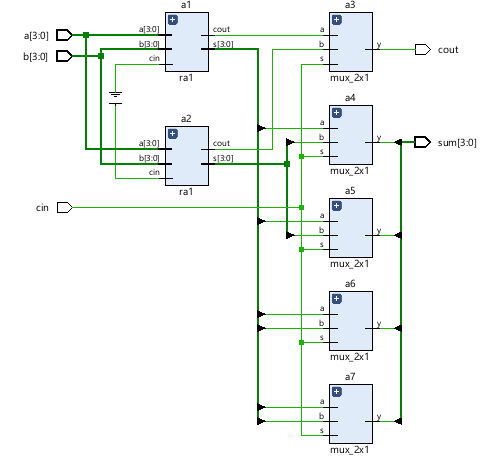 a1
a[3:0]
b[3:0]
cin
cout
s[3:0]
ra1
a[3:0]
b[3:0]
a2
a[3:0]
b[3:0]
cin
cout
s[3:0]
ra1
cin
a3
a
b
s
y
mux_2x1
cout
a4
a
b
s
y
mux_2x1
sum[3:0]
a5
a
b
s
y
mux_2x1
a6
a
b
s
y
mux_2x1
a7
a
b
s
y
mux_2x1